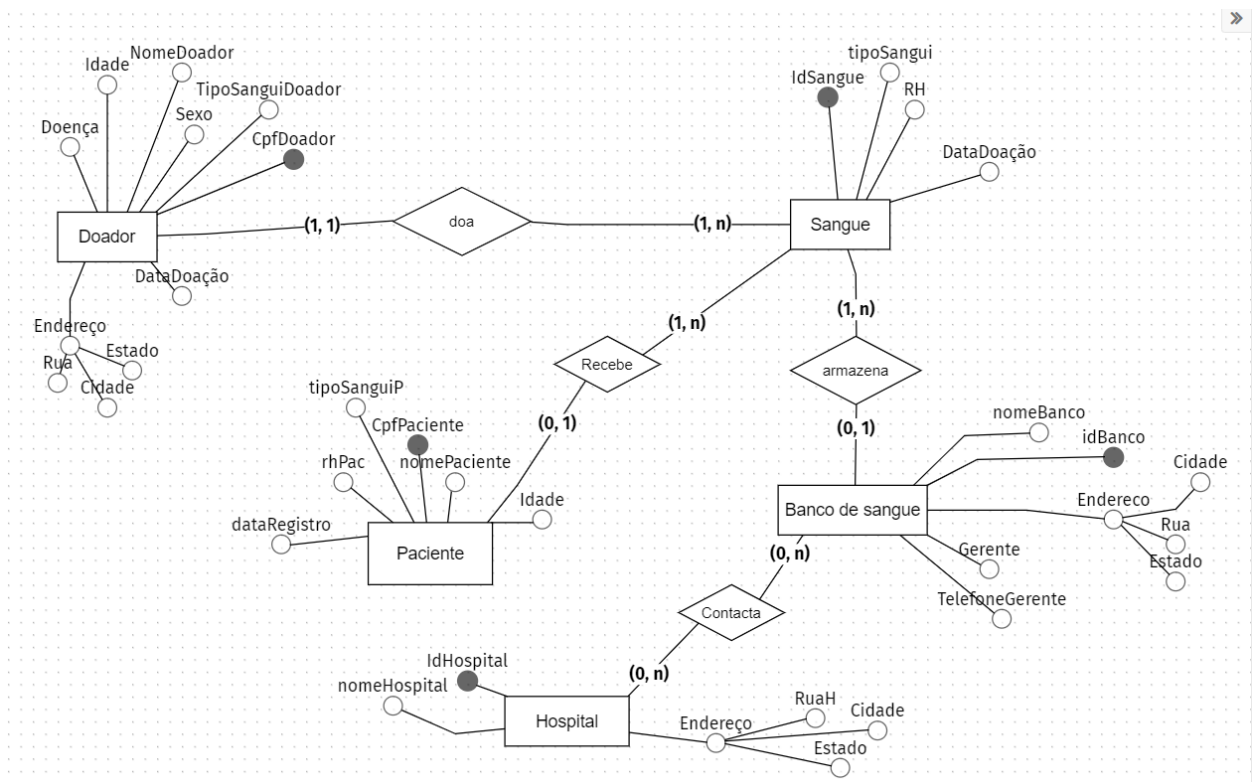 NomeDoador
Idade
TipoSanguiDoador
Sexo
Doença
CpfDoador
Doador
DataDoação
Endereço
Estado
Rua
Cidade
(1, 1)
doa
(1, n)
tipoSangui
IdSangue
RH
DataDoação
Sangue
(1, n)
Recebe
(0, 1)
(1, n)
armazena
(0, 1)
tipoSanguiP
CpfPaciente
rhPac
nomePaciente
Idade
dataRegistro
Paciente
nomeBanco
idBanco
Cidade
Endereco
Banco de sangue
Rua
Estado
Gerente
TelefoneGerente
(0, n)
Contacta
(0, n)
IdHospital
nomeHospital
Hospital
RuaH
Endereço
Cidade
Estado